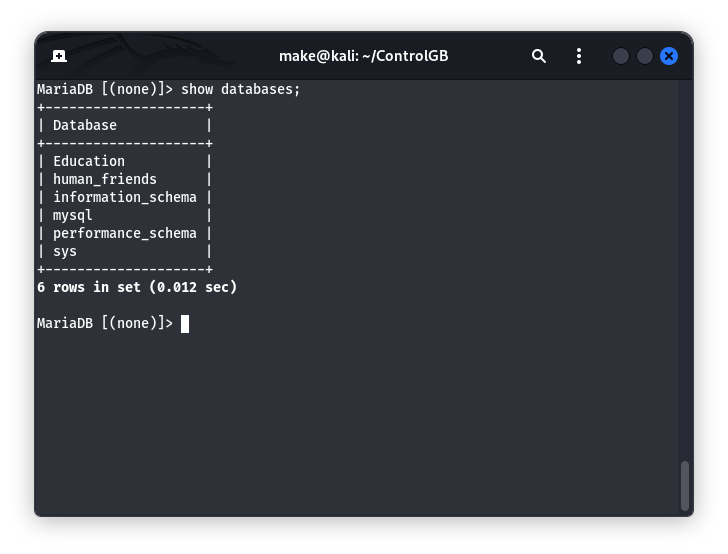 make@kali: ~/ControlGB
MariaDB [(none)]> show databases;
+--------------------+
| Database           |
+--------------------+
| Education          |
| human_friends      |
| information_schema |
| mysql              |
| performance_schema |
| sys                |
+--------------------+
6 rows in set (0.012 sec)
MariaDB [(none)]>